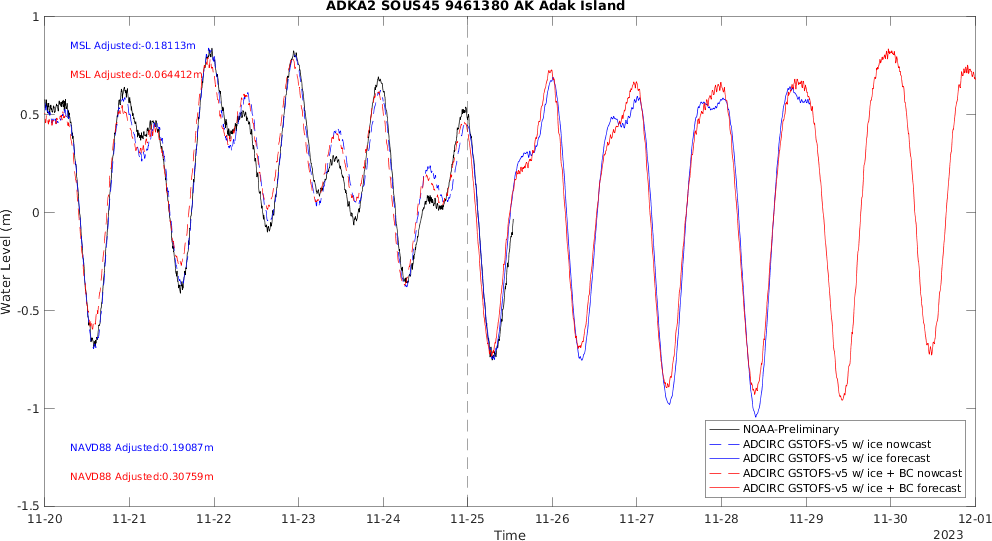 ADKA2 SOUS45 9461380 AK Adak Island
MSL Adjusted:-0.18113m
MSL Adjusted:-0.064412m
NAVD88 Adjusted:0.19087m
NAVD88 Adjusted:0.30759m
Water Level (m)
1
0.5
0
-0.5
-1
-1.5
NOAA-Preliminary
ADCIRC GSTOFS-v5 w/ ice nowcast
ADCIRC GSTOFS-v5 w/ ice forecast
ADCIRC GSTOFS-v5 w/ ice + BC nowcast
ADCIRC GSTOFS-v5 w/ ice + BC forecast
11-20 11-21 11-22 11-23 11-24 11-25 11-26 11-27 11-28 11-29 11-30 12-01
Time
2023